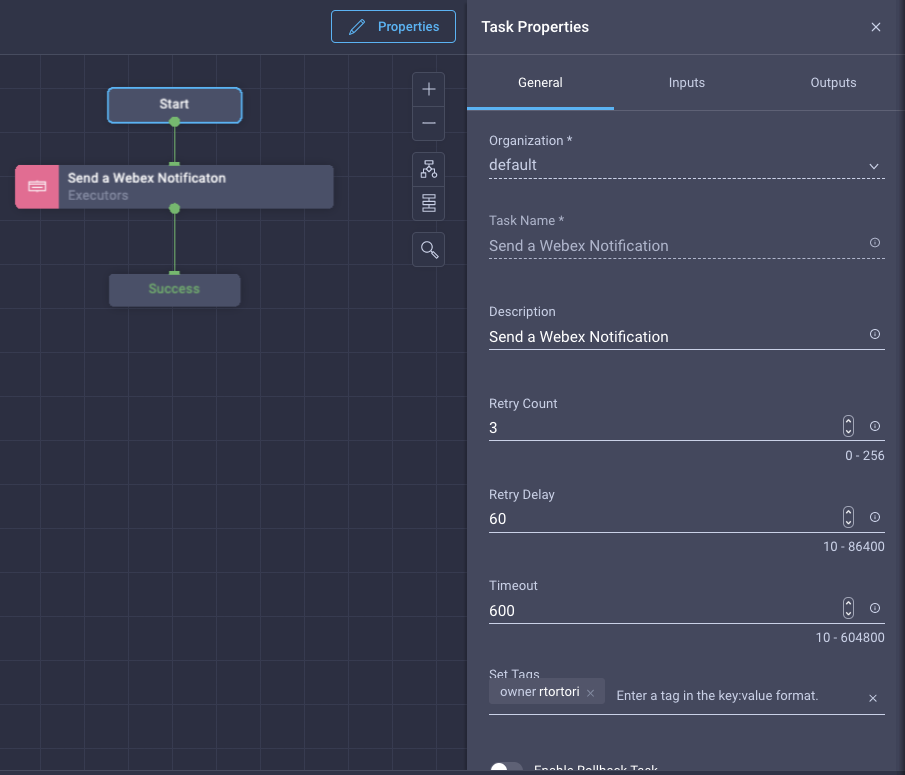 Properties
Start
Send a Webex Notificaton
Executors
Success
Task Properties
General Inputs Outputs
Organization *
default
Task Name *
Send a Webex Notification
Description
Send a Webex Notification
Retry Count
3
0 - 256
Retry Delay
60
10 - 86400
Timeout
600
10 - 604800
Set Tags
owner rtortori Enter a tag in the key:value format.
Enable Rollback Task